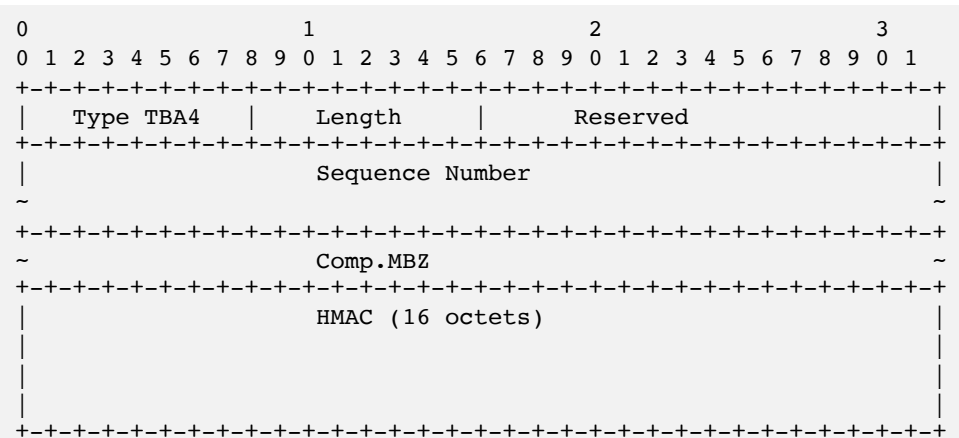 0                   1                   2                   3
0 1 2 3 4 5 6 7 8 9 0 1 2 3 4 5 6 7 8 9 0 1 2 3 4 5 6 7 8 9 0 1
+-+-+-+-+-+-+-+-+-+-+-+-+-+-+-+-+-+-+-+-+-+-+-+-+-+-+-+-+-+-+-+-+
|   Type TBA4   |    Length     |      Reserved                 |
+-+-+-+-+-+-+-+-+-+-+-+-+-+-+-+-+-+-+-+-+-+-+-+-+-+-+-+-+-+-+-+-+
|                    Sequence Number                            |
~                                                               ~
+-+-+-+-+-+-+-+-+-+-+-+-+-+-+-+-+-+-+-+-+-+-+-+-+-+-+-+-+-+-+-+-+
~                    Comp.MBZ                                   ~
+-+-+-+-+-+-+-+-+-+-+-+-+-+-+-+-+-+-+-+-+-+-+-+-+-+-+-+-+-+-+-+-+
|                    HMAC (16 octets)                           |
|                                                               |
|                                                               |
|                                                               |
+-+-+-+-+-+-+-+-+-+-+-+-+-+-+-+-+-+-+-+-+-+-+-+-+-+-+-+-+-+-+-+-+